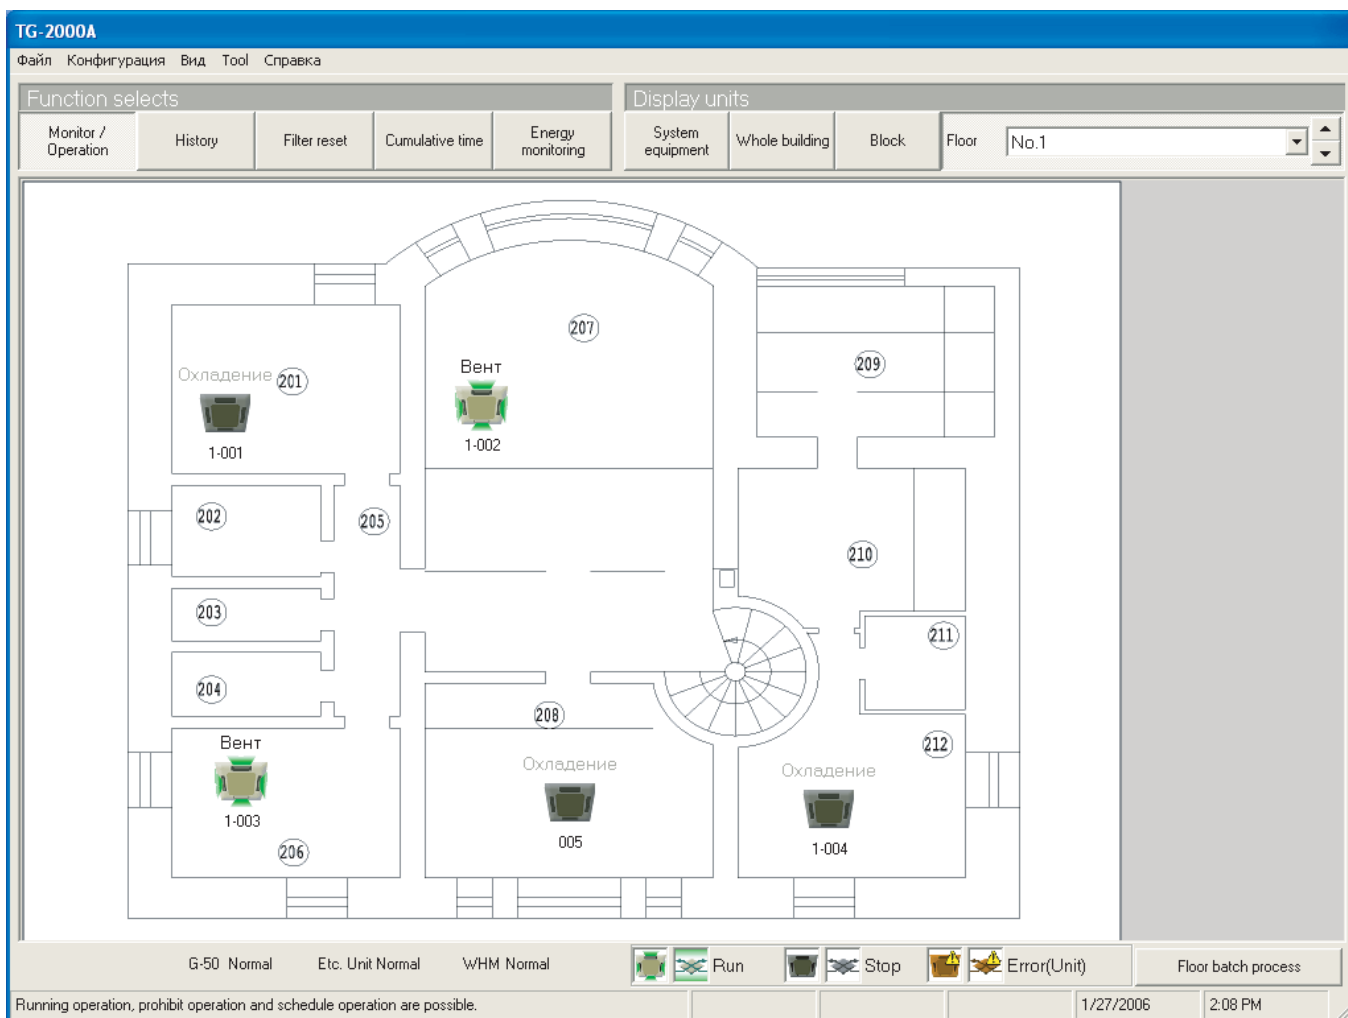 TG-2000A
Файл Конфигурация Вид Tool Справка
Function selects
Display units
Monitor / Operation
History
Filter reset
Cumulative time
Energy monitoring
System equipment
Whole building
Block
Floor
No.1
207
Вент
1-002
209
Охладение
201
1-001
202
205
210
203
211
204
208
212
Вент
1-003
206
Охладение
005
Охладение
1-004
G-50 Normal
Etc. Unit Normal
WHM Normal
Run
Stop
Error(Unit)
Floor batch process
Running operation, prohibit operation and schedule operation are possible.
1/27/2006
2:08 PM